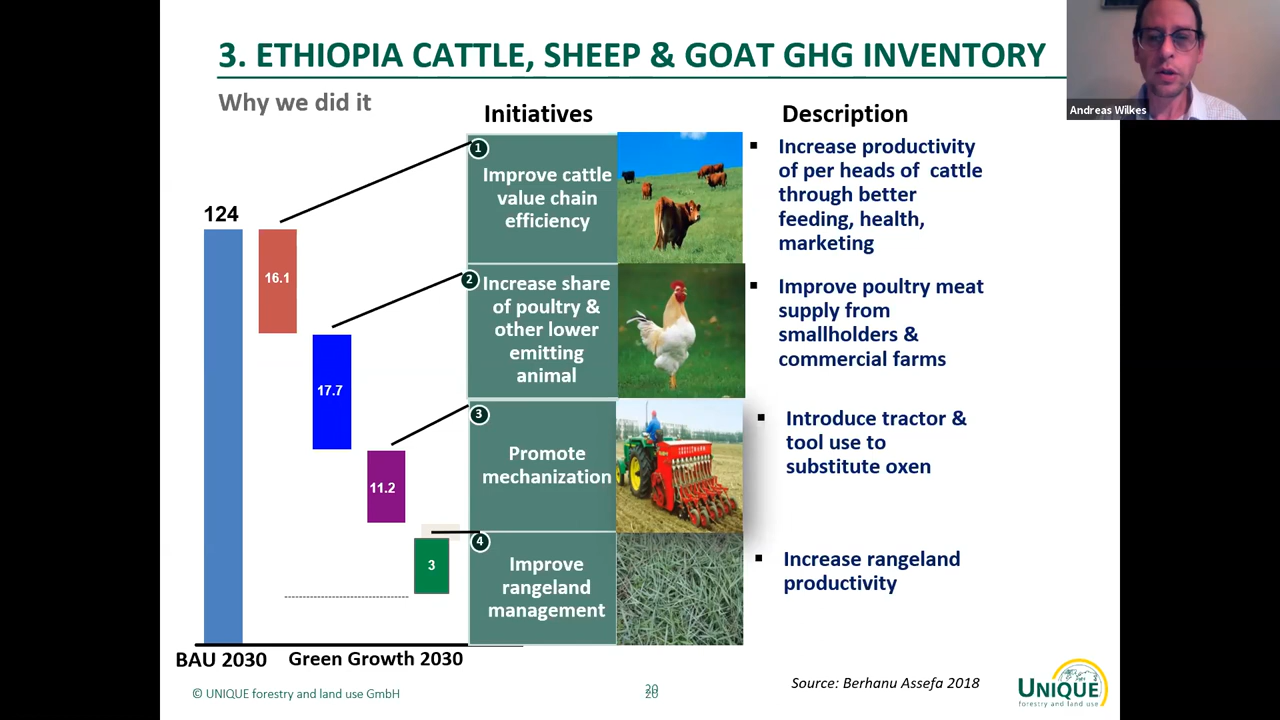 3. ETHIOPIA CATTLE, SHEEP & GOAT GHG INVENTORY
Andreas Wilkes
Why we did it
Initiatives
Description
124
16.1
17.7
11.2
3
BAU 2030
Green Growth 2030
1
Improve cattle
value chain
efficiency
Increase productivity
of per heads of cattle
through better
feeding, health,
marketing
2
Increase share
of poultry &
other lower
emitting
animal
Improve poultry meat
supply from
smallholders &
commercial farms
3
Promote
mechanization
Introduce tractor &
tool use to
substitute oxen
4
Improve
rangeland
management
Increase rangeland
productivity
© UNIQUE forestry and land use GmbH
Source: Berhanu Assefa 2018
UNIQUE
forestry and land use